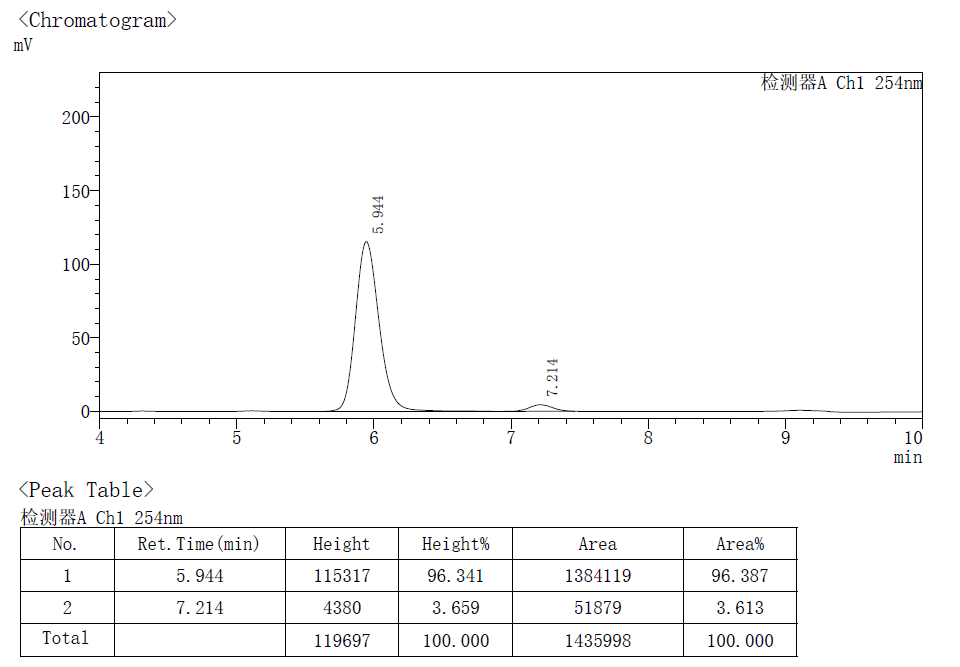 <Chromatogram>
mV
检测器A Ch1 254nm
200
150
100
50
0
5.944
7.214
4 5 6 7 8 9 10
min
<Peak Table>
检测器A Ch1 254nm
No. Ret.Time(min) Height Height% Area Area%
1 5.944 115317 96.341 1384119 96.387
2 7.214 4380 3.659 51879 3.613
Total 119697 100.000 1435998 100.000